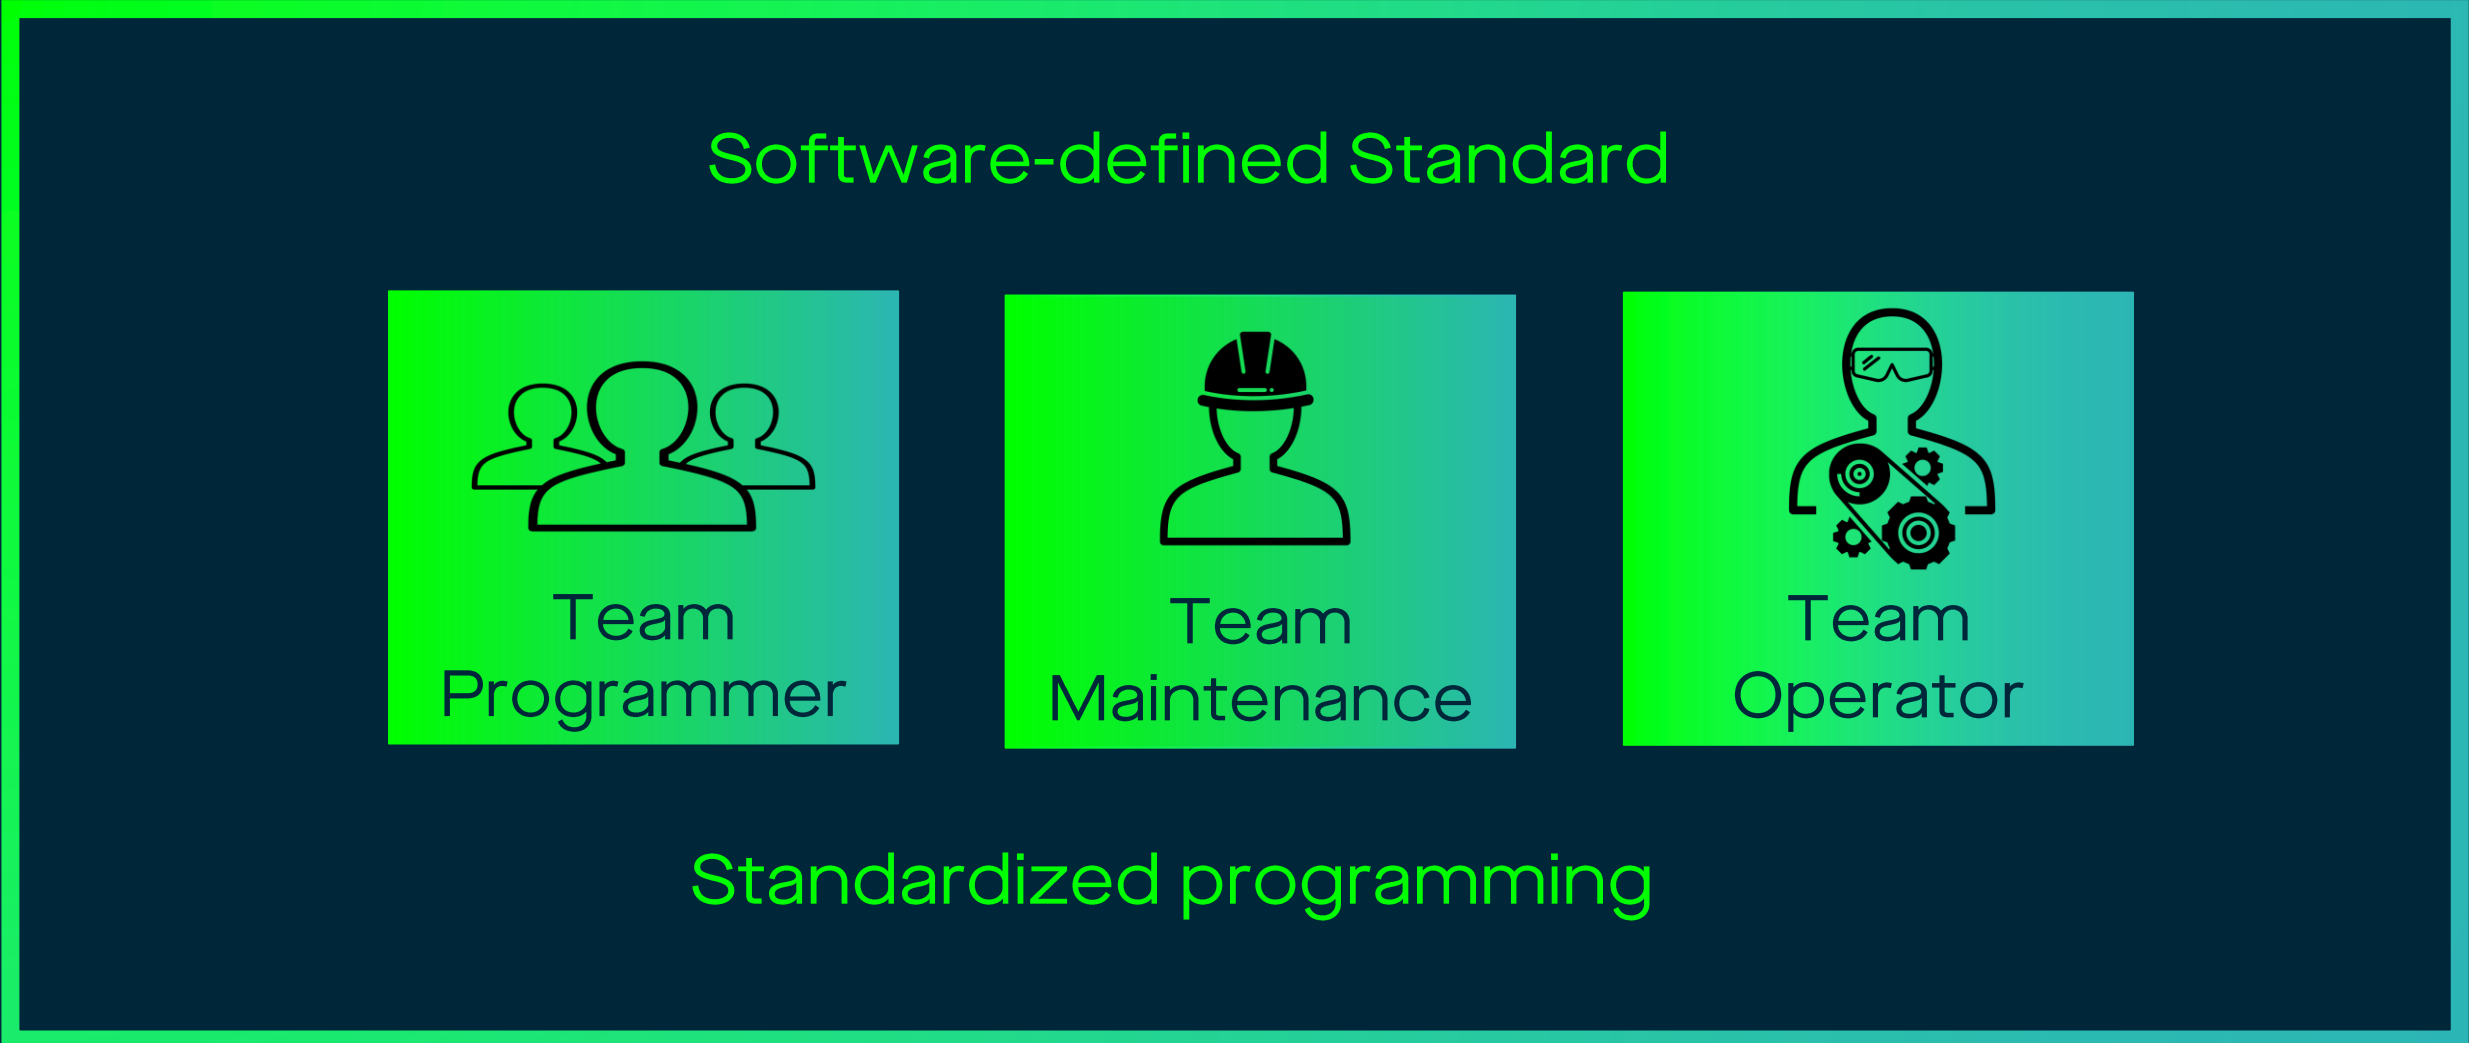 Software-defined Standard
Team
Programmer
Team
Maintenance
Team
Operator
Standardized programming